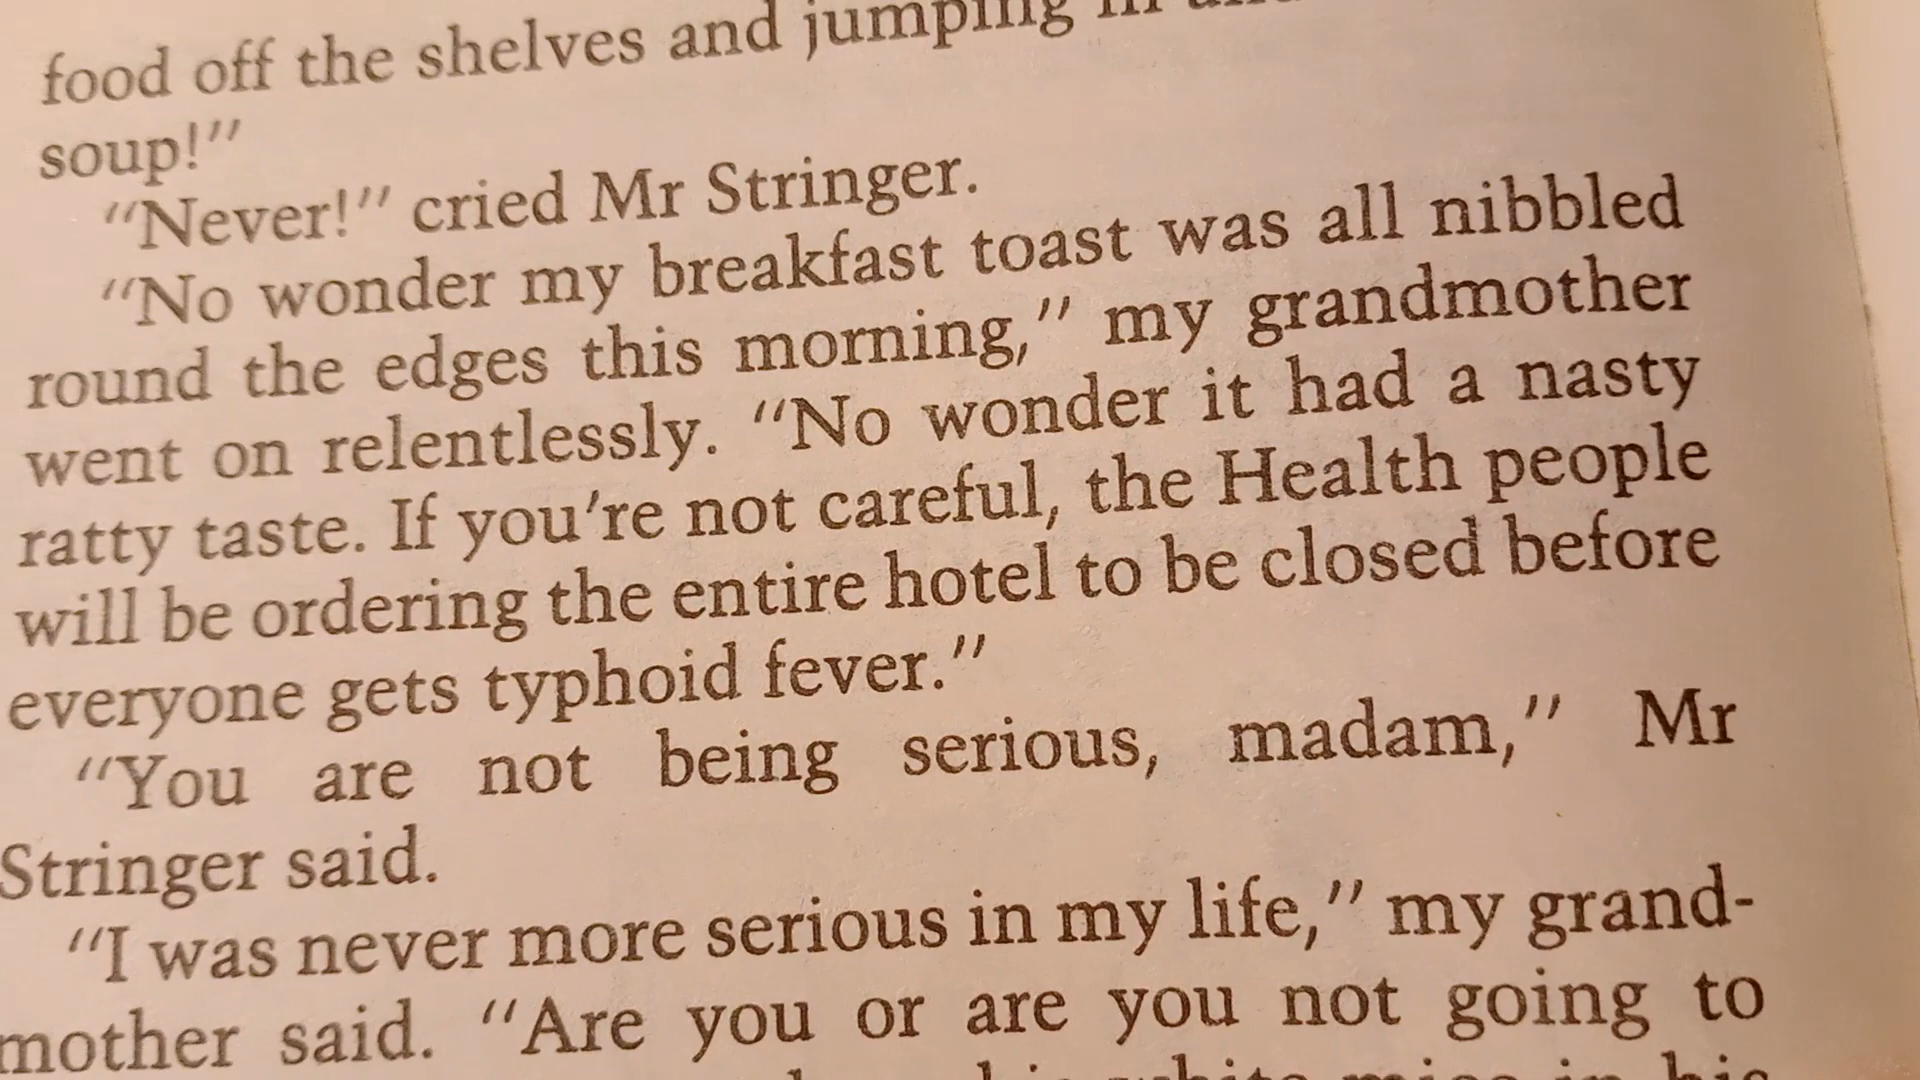 food off the shelves and jumping in
soup!"
"Never!" cried Mr Stringer.
"No wonder my breakfast toast was all nibbled
round the edges this morning," my grandmother
went on relentlessly. "No wonder it had a nasty
ratty taste. If you're not careful, the Health people
will be ordering the entire hotel to be closed before
everyone gets typhoid fever."
"You are not being serious, madam," Mr
Stringer said.
"I was never more serious in my life," my grand-
mother said. "Are you or are you not going to
white mice in his